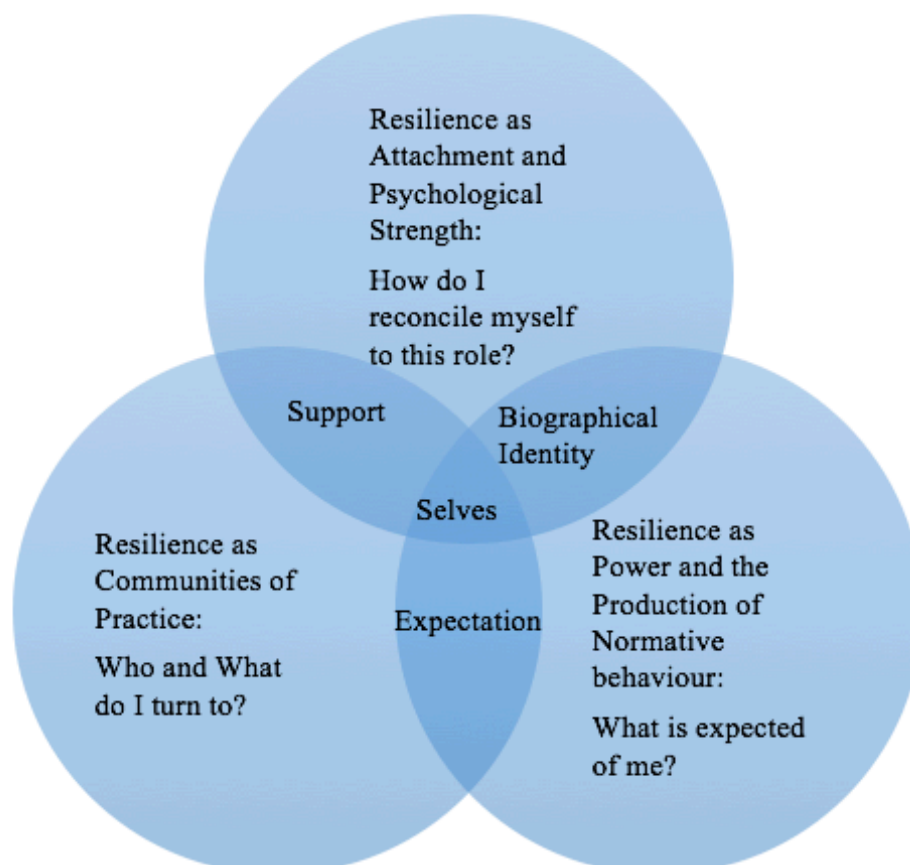 Resilience as
Attachment and
Psychological
Strength:
How do I
reconcile myself
to this role?
Support
Biographical
Identity
Selves
Resilience as
Communities of
Practice:
Who and What
do I turn to?
Expectation
Resilience as
Power and the
Production of
Normative
behaviour:
What is expected
of me?